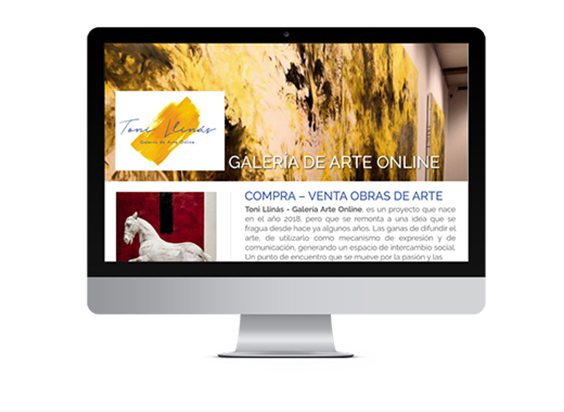 Toni Llinás
Galería de Arte Online
GALERÍA DE ARTE ONLINE
COMPRA – VENTA OBRAS DE ARTE
Toni Llinàs - Galería Arte Online, es un proyecto que nace
en el año 2018, pero que se remonta a una idea que se
fragua desde hace ya algunos años. Las ganas de difundir el
arte, de utilizarlo como mecanismo de expresión y de
comunicación, generando un espacio de intercambio social.
Un punto de encuentro que se mueve por la pasión y las